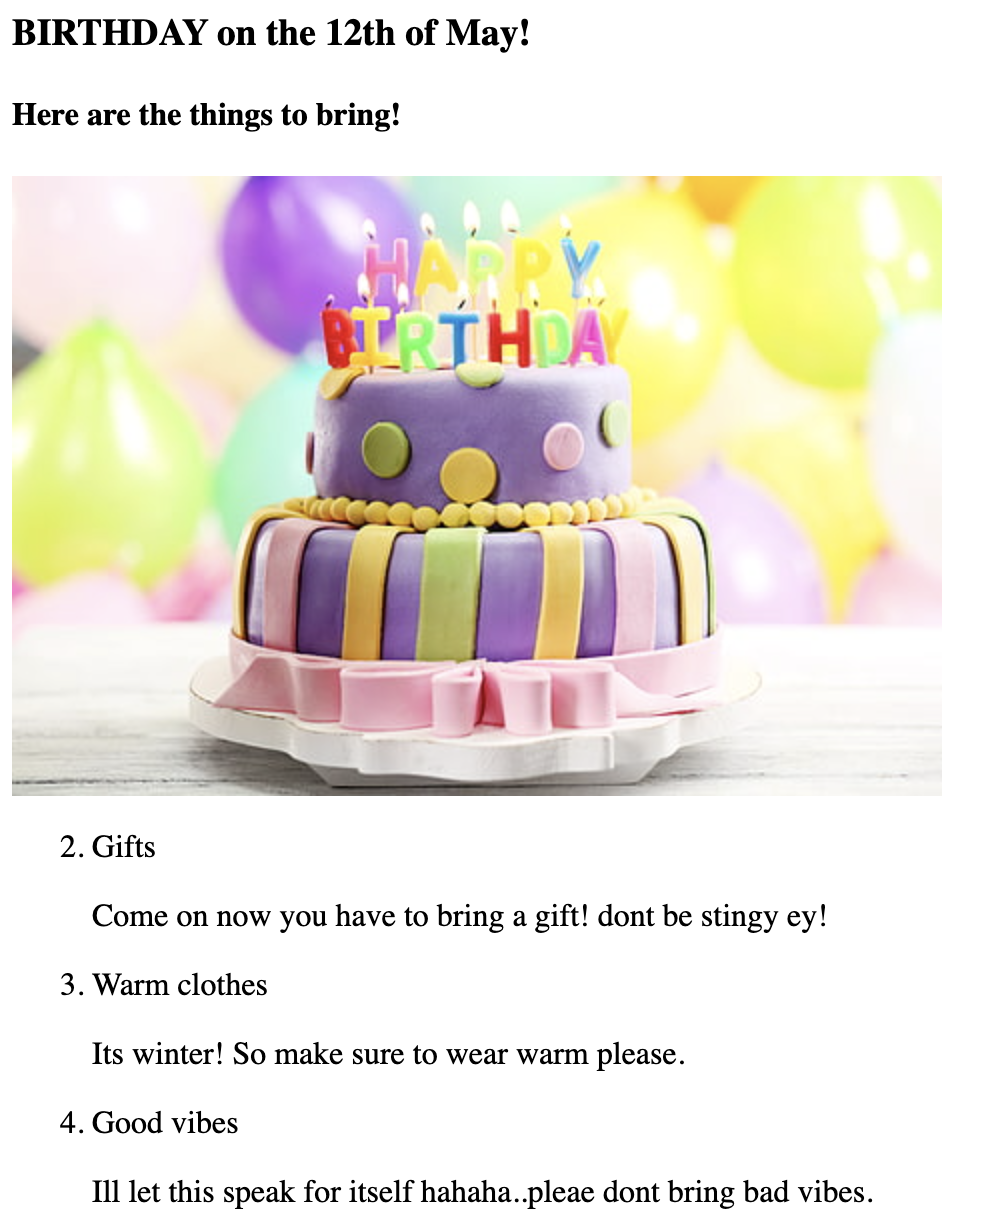 BIRTHDAY on the 12th of May!
Here are the things to bring!
HAPPY
BIRTHDAY
2. Gifts
Come on now you have to bring a gift! dont be stingy ey!
3. Warm clothes
Its winter! So make sure to wear warm please.
4. Good vibes
Ill let this speak for itself hahaha..pleae dont bring bad vibes.